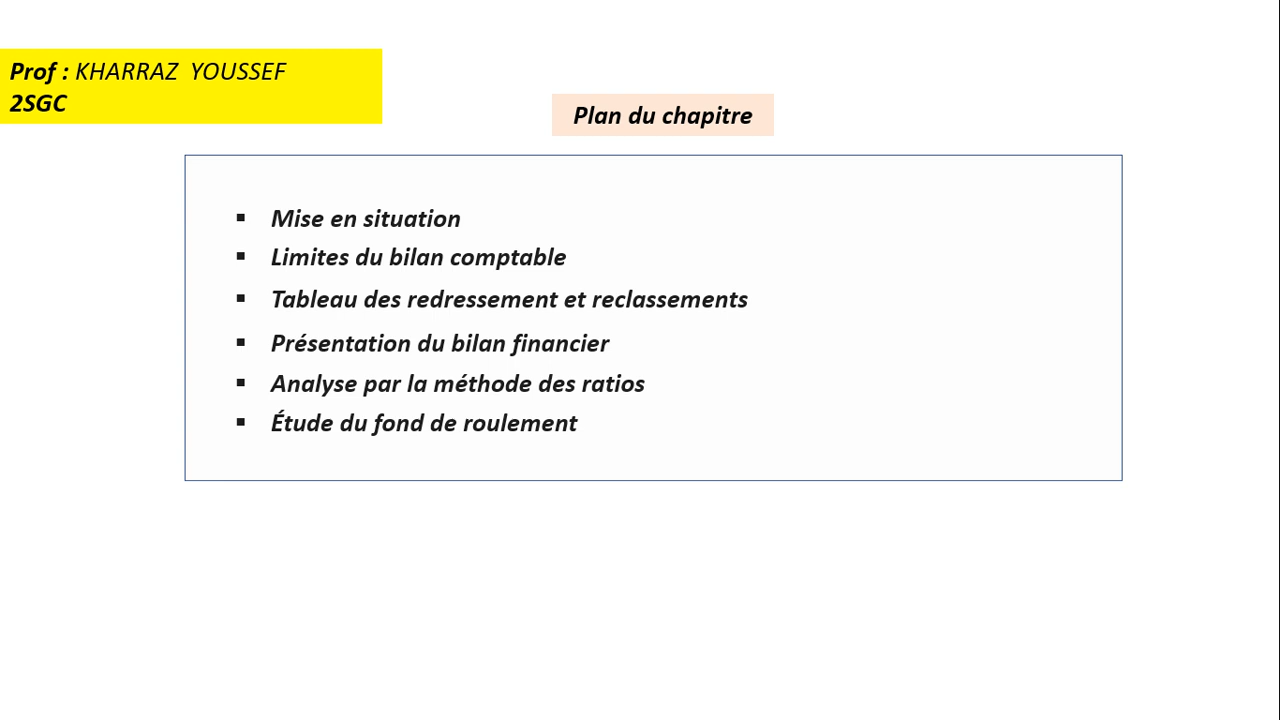 Prof : KHARRAZ YOUSSEF
2SGC
Plan du chapitre
▪ Mise en situation
▪ Limites du bilan comptable
▪ Tableau des redressement et reclassements
▪ Présentation du bilan financier
▪ Analyse par la méthode des ratios
▪ Étude du fond de roulement